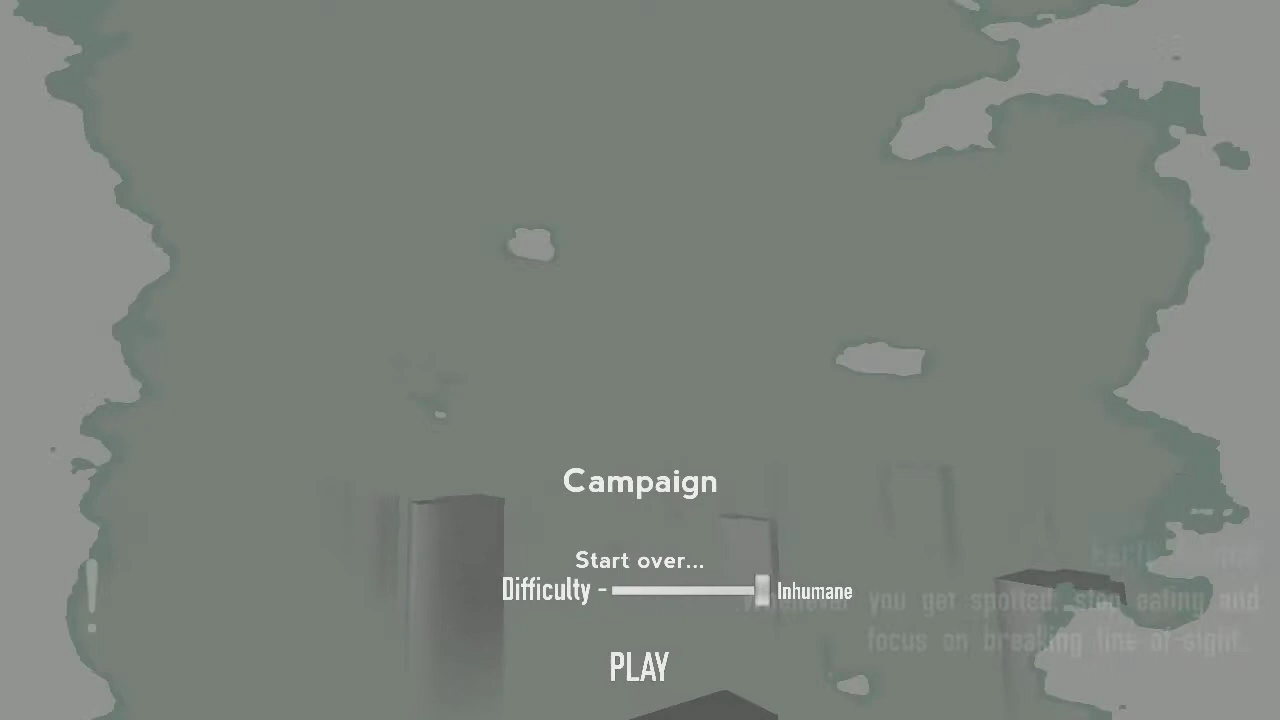 Campaign
Start over...
Difficulty - Inhumane
you get spotted, stop eating and
focus on breaking line-of-sight.
PLAY